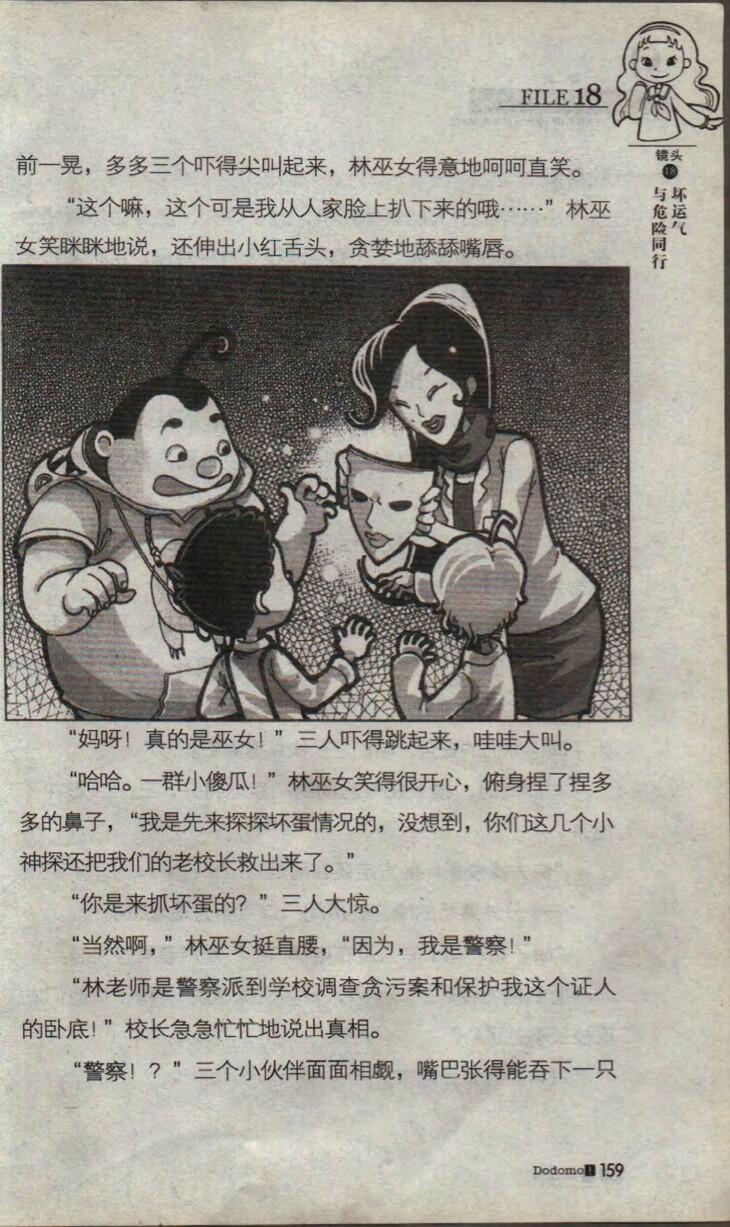 FILE 18
镜头
18
坏运气
与危险同行
前一晃，多多三个吓得尖叫起来，林巫女得意地呵呵直笑。
“这个嘛，这个可是我从人家脸上扒下来的哦……”林巫
女笑眯眯地说，还伸出小红舌头，贪婪地舔舔嘴唇。
“妈呀！真的是巫女！”三人吓得跳起来，哇哇大叫。
“哈哈。一群小傻瓜！”林巫女笑得很开心，俯身捏了捏多
多的鼻子，“我是先来探探坏蛋情况的，没想到，你们这几个小
神探还把我们的老校长救出来了。”
“你是来抓坏蛋的？”三人大惊。
“当然啊，”林巫女挺直腰，“因为，我是警察！”
“林老师是警察派到学校调查贪污案和保护我这个证人
的卧底！”校长急急忙忙地说出真相。
“警察！？”三个小伙伴面面相觑，嘴巴张得能吞下一只
Dodomo! 159